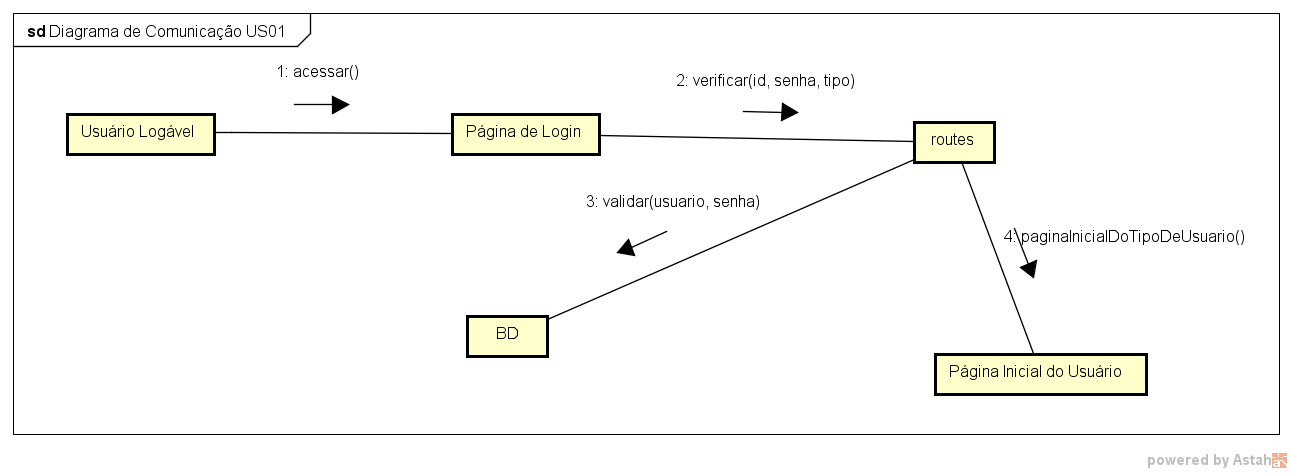 sd Diagrama de Comunicação US01
1: acessar()
2: verificar(id, senha, tipo)
Usuário Logável
Página de Login
routes
3: validar(usuario, senha)
4: paginaInicialDoTipoDeUsuario()
BD
Página Inicial do Usuário
powered by Astah